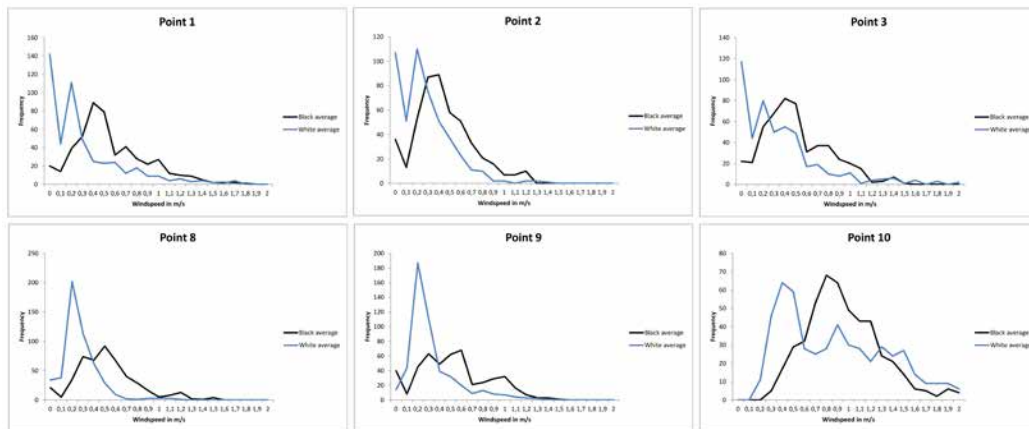 Point 1
Frequency
160
140
120
100
80
60
40
20
0
0 0,1 0,2 0,3 0,4 0,5 0,6 0,7 0,8 0,9 1 1,1 1,2 1,3 1,4 1,5 1,6 1,7 1,8 1,9 2
Windspeed in m/s
Black average
White average
Point 2
Frequency
120
100
80
60
40
20
0
0 0,1 0,2 0,3 0,4 0,5 0,6 0,7 0,8 0,9 1 1,1 1,2 1,3 1,4 1,5 1,6 1,7 1,8 1,9 2
Windspeed in m/s
Black average
White average
Point 3
Frequency
140
120
100
80
60
40
20
0
0 0,1 0,2 0,3 0,4 0,5 0,6 0,7 0,8 0,9 1 1,1 1,2 1,3 1,4 1,5 1,6 1,7 1,8 1,9 2
Windspeed in m/s
Black average
White average
Point 8
Frequency
250
200
150
100
50
0
0 0,1 0,2 0,3 0,4 0,5 0,6 0,7 0,8 0,9 1 1,1 1,2 1,3 1,4 1,5 1,6 1,7 1,8 1,9 2
Windspeed in m/s
Black average
White average
Point 9
Frequency
200
180
160
140
120
100
80
60
40
20
0
0 0,1 0,2 0,3 0,4 0,5 0,6 0,7 0,8 0,9 1 1,1 1,2 1,3 1,4 1,5 1,6 1,7 1,8 1,9 2
Windspeed in m/s
Black average
White average
Point 10
Frequency
80
70
60
50
40
30
20
10
0
0 0,1 0,2 0,3 0,4 0,5 0,6 0,7 0,8 0,9 1 1,1 1,2 1,3 1,4 1,5 1,6 1,7 1,8 1,9 2
Windspeed in m/s
Black average
White average